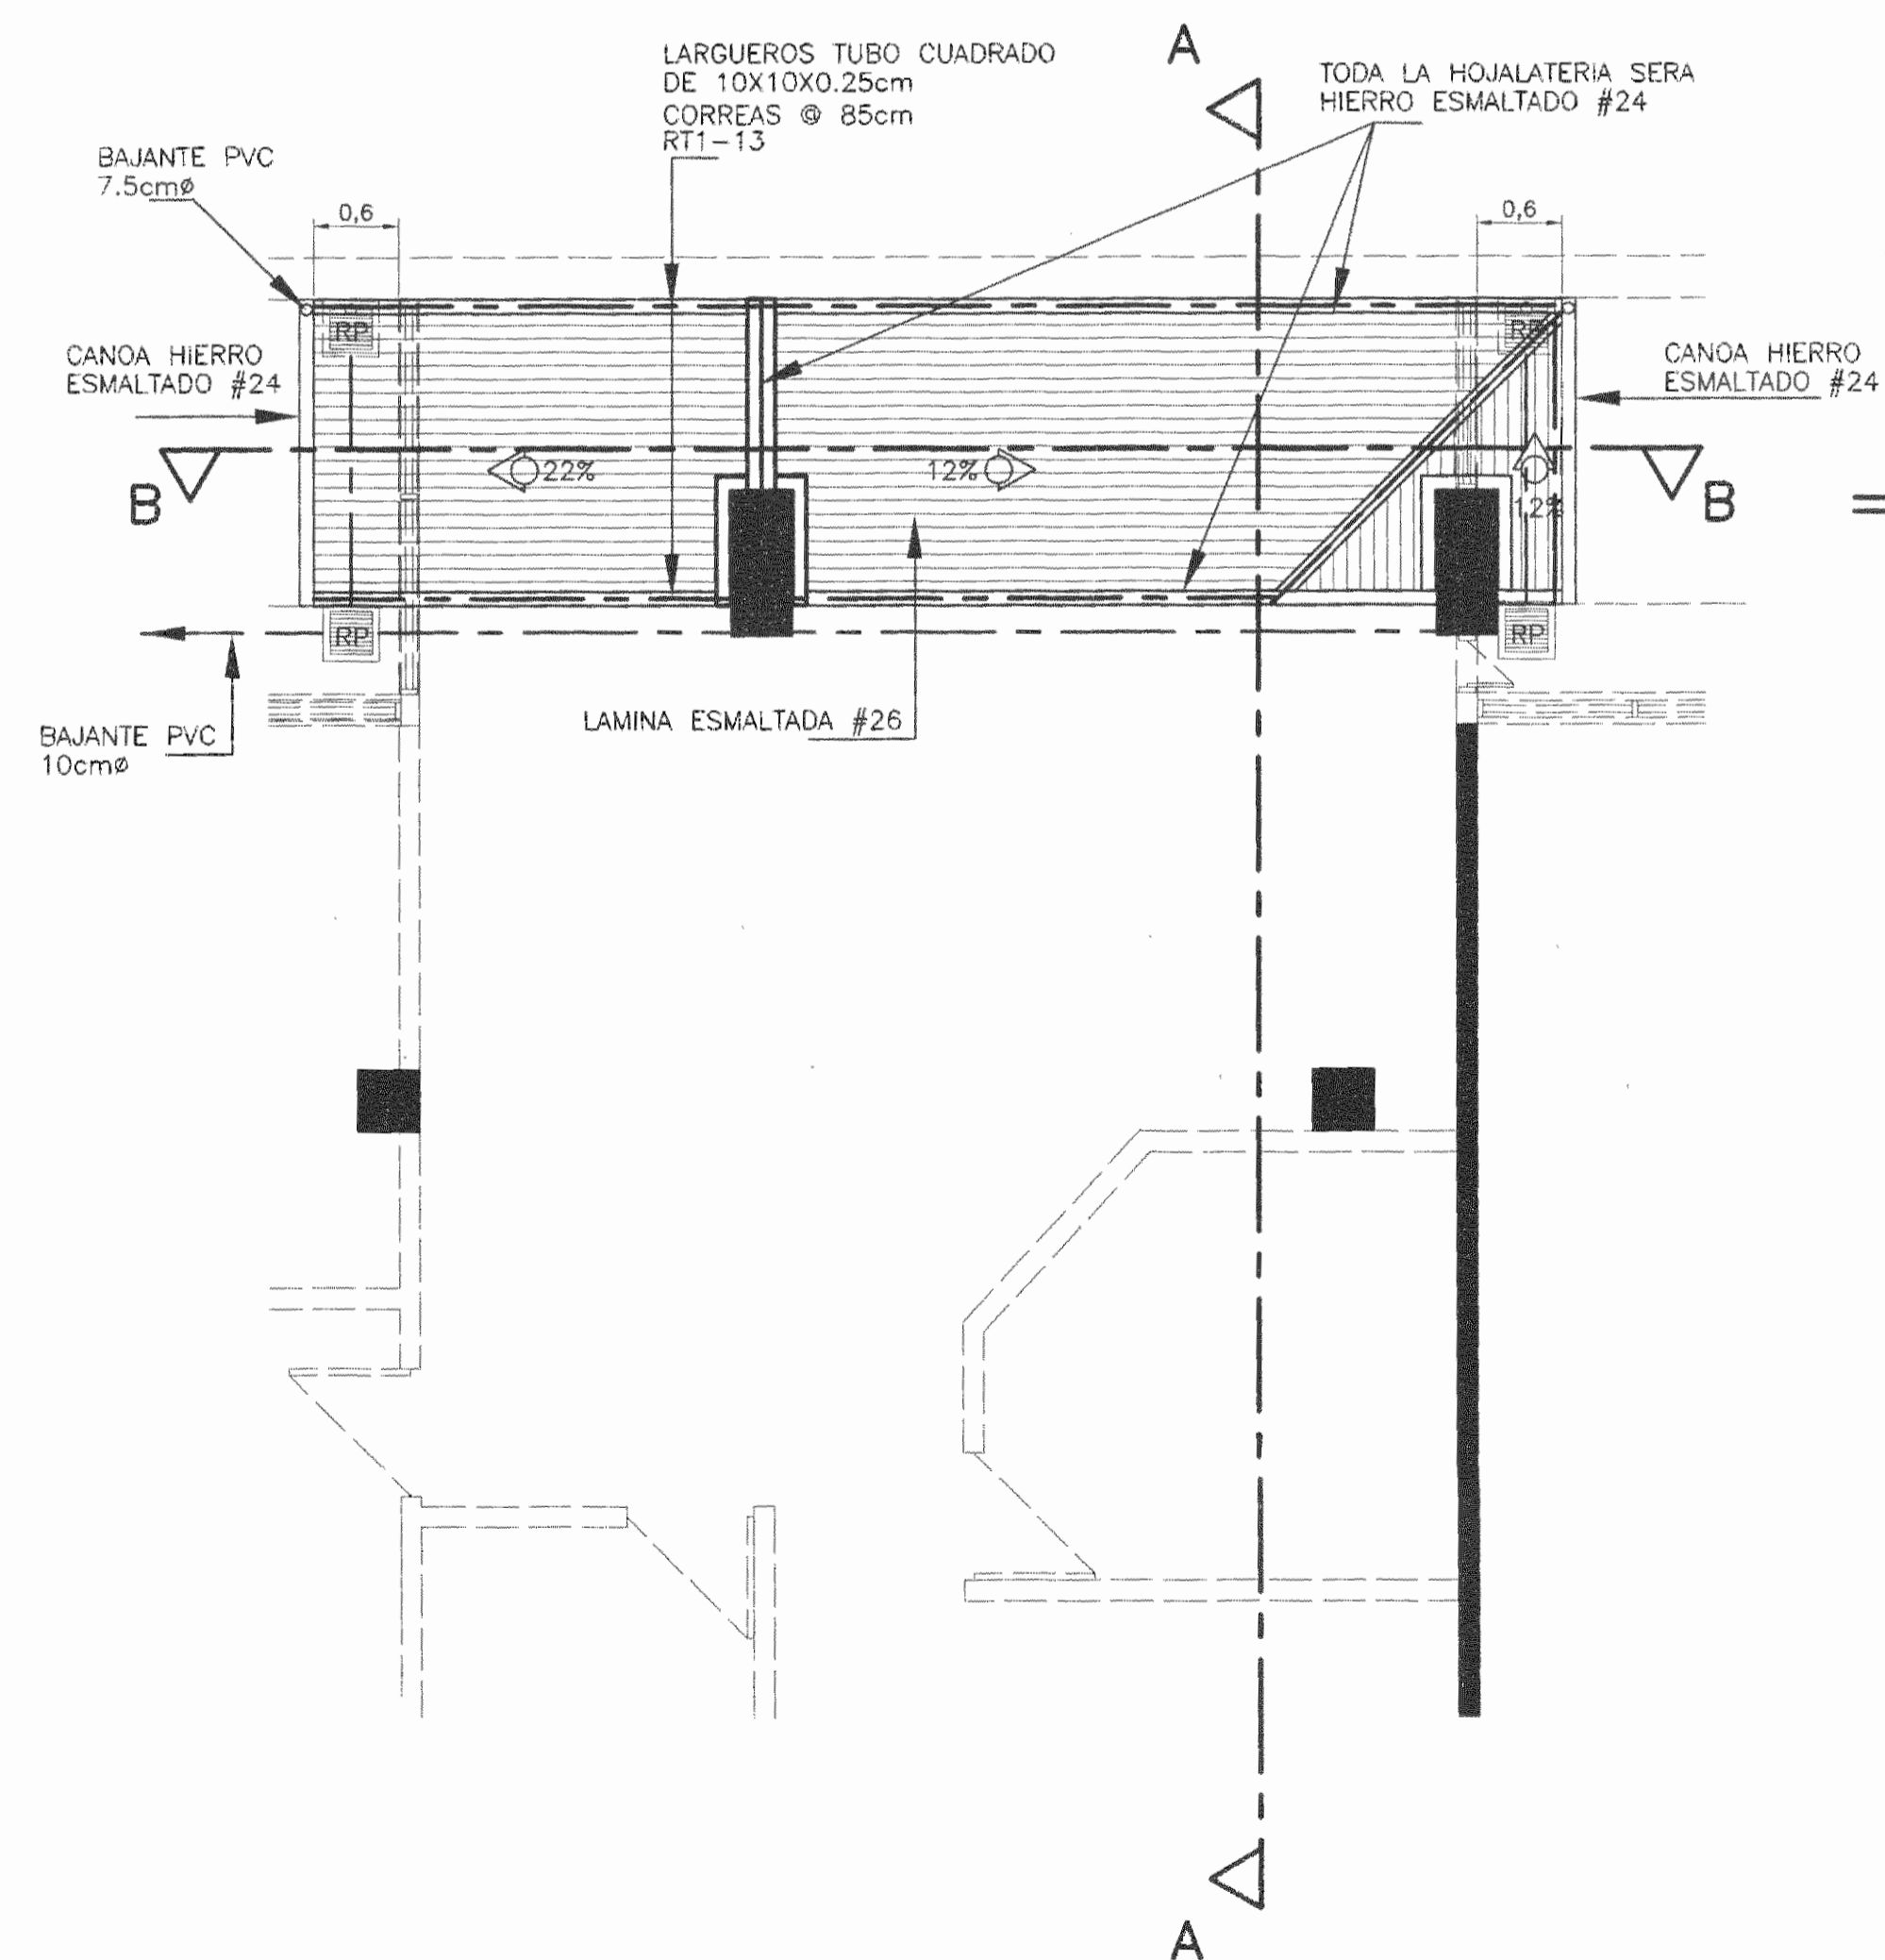 A
LARGUEROS TUBO CUADRADO
DE 10X10X0.25cm
CORREAS @ 85cm
RT1-13
TODA LA HOJALATERIA SERA
HIERRO ESMALTADO #24
BAJANTE PVC
7.5cmø
0,6
0,6
RP
RP
CANOA HIERRO
ESMALTADO #24
CANOA HIERRO
ESMALTADO #24
B
22%
12%
12%
B
RP
RP
BAJANTE PVC
10cmø
LAMINA ESMALTADA #26
A